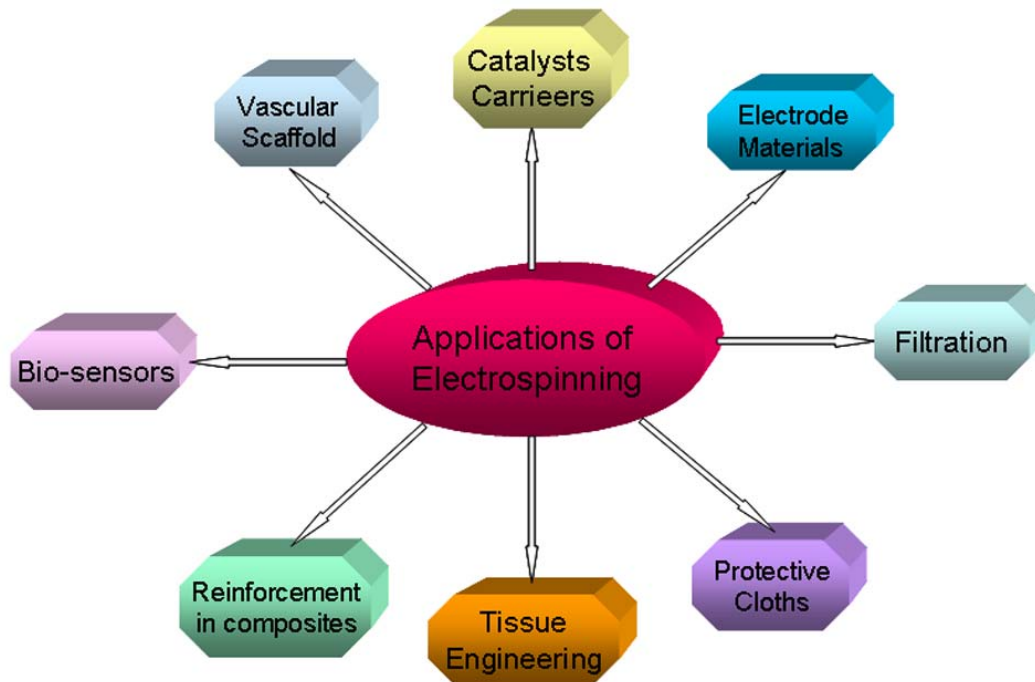 Catalysts
Carrieers
Vascular
Scaffold
Electrode
Materials
Applications of
Electrospinning
Filtration
Bio-sensors
Protective
Cloths
Reinforcement
in composites
Tissue
Engineering